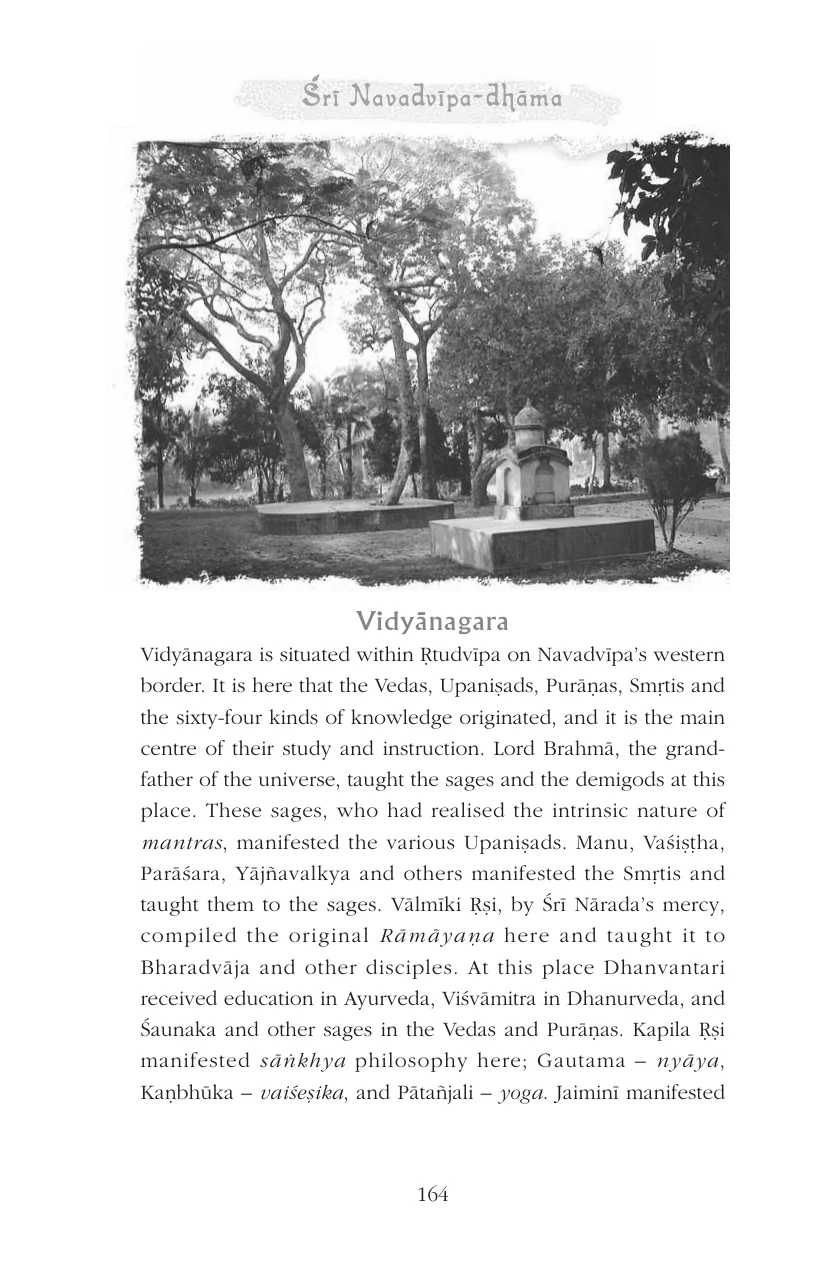 Śrī Navadvīpa-dhāma
Vidyānagara
Vidyānagara is situated within Ṛtudvīpa on Navadvīpa’s western
border. It is here that the Vedas, Upaniṣads, Purāṇas, Smṛtis and
the sixty-four kinds of knowledge originated, and it is the main
centre of their study and instruction. Lord Brahmā, the grand-
father of the universe, taught the sages and the demigods at this
place. These sages, who had realised the intrinsic nature of
mantras, manifested the various Upaniṣads. Manu, Vaśiṣṭha,
Parāśara, Yājñavalkya and others manifested the Smṛtis and
taught them to the sages. Vālmīki Ṛṣi, by Śrī Nārada’s mercy,
compiled the original Rāmāyaṇa here and taught it to
Bharadvāja and other disciples. At this place Dhanvantari
received education in Ayurveda, Viśvāmitra in Dhanurveda, and
Śaunaka and other sages in the Vedas and Purāṇas. Kapila Ṛṣi
manifested sāṅkhya philosophy here; Gautama – nyāya,
Kaṇbhūka – vaiśeṣika, and Pātañjali – yoga. Jaiminī manifested
164